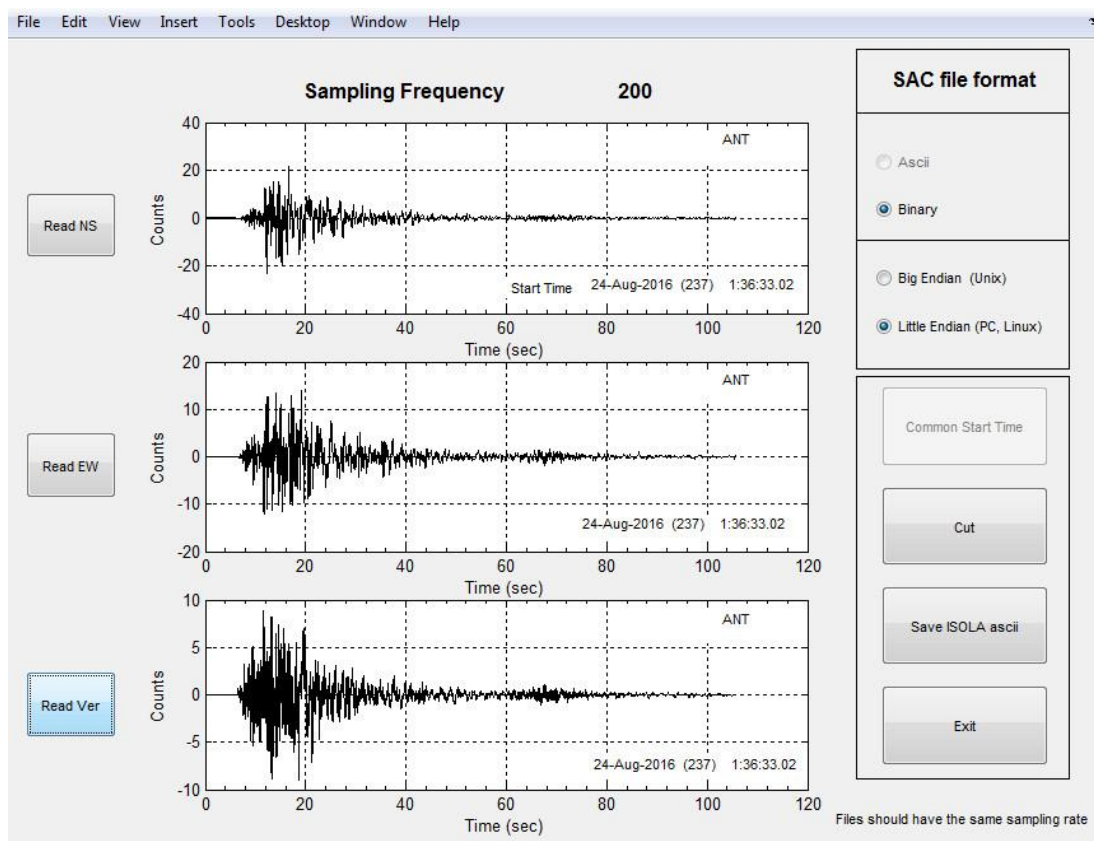 File Edit View Insert Tools Desktop Window Help
Sampling Frequency 200
Read NS
Counts
40
20
0
-20
-40
ANT
Start Time 24-Aug-2016 (237) 1:36:33.02
0 20 40 60 80 100 120
Time (sec)
Read EW
Counts
20
10
0
-10
-20
ANT
24-Aug-2016 (237) 1:36:33.02
0 20 40 60 80 100 120
Time (sec)
Read Ver
Counts
10
5
0
-5
-10
ANT
24-Aug-2016 (237) 1:36:33.02
0 20 40 60 80 100 120
Time (sec)
SAC file format
Ascii
Binary
Big Endian (Unix)
Little Endian (PC, Linux)
Common Start Time
Cut
Save ISOLA ascii
Exit
Files should have the same sampling rate